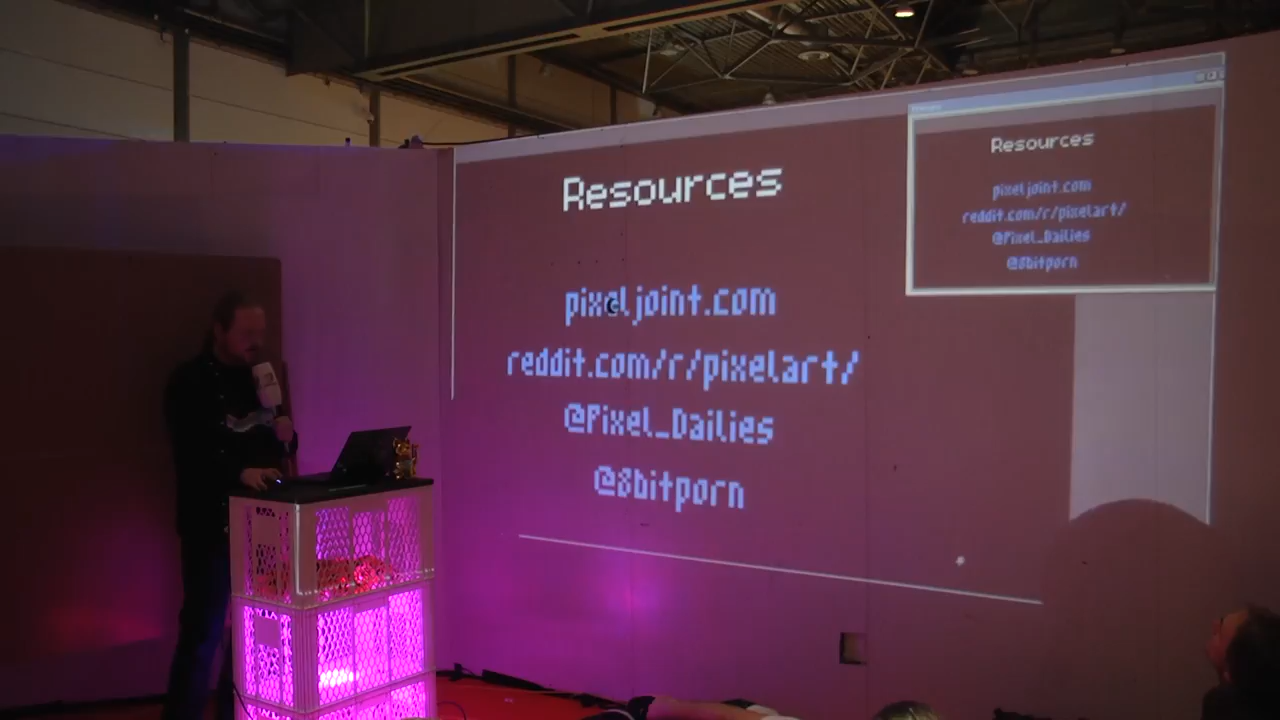 Resources
pixeljoint.com
reddit.com/r/pixelart/
@Pixel_Dailies
@8bitporn
Resources
pixeljoint.com
reddit.com/r/pixelart/
@Pixel_Dailies
@8bitporn